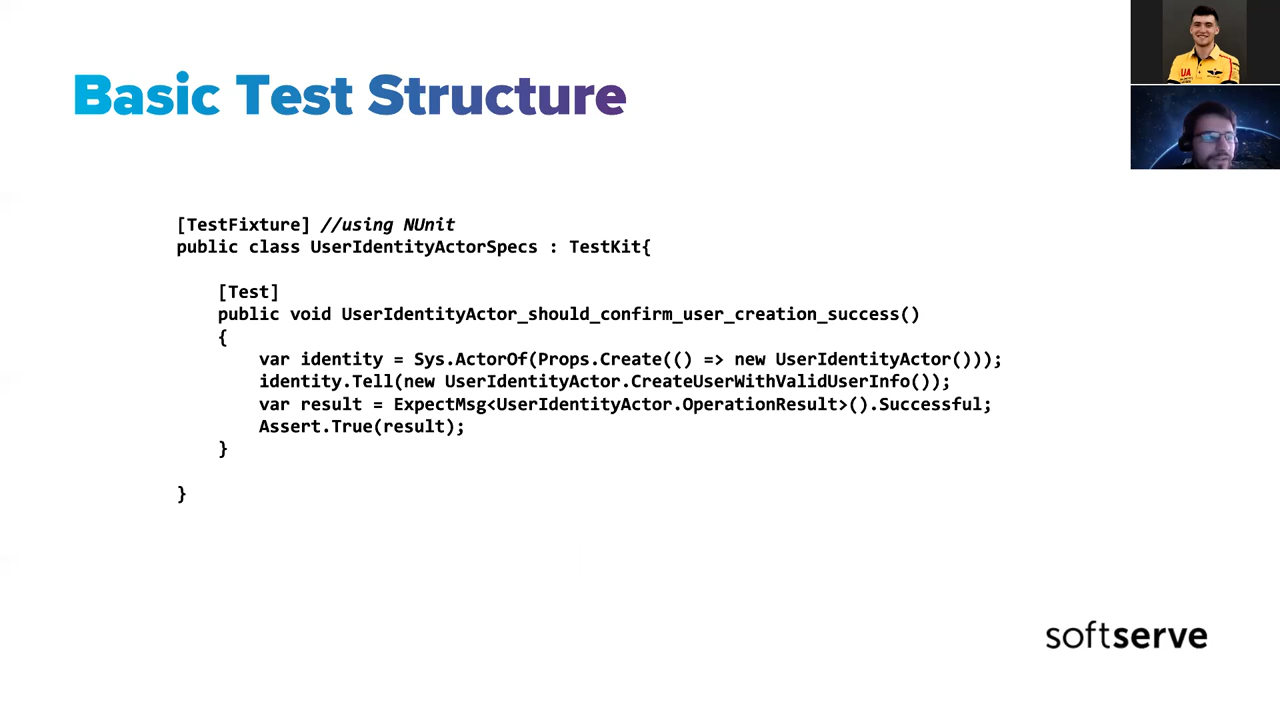 Basic Test Structure
[TestFixture] //using NUnit
public class UserIdentityActorSpecs : TestKit{
[Test]
public void UserIdentityActor_should_confirm_user_creation_success()
{
var identity = Sys.ActorOf(Props.Create(() => new UserIdentityActor()));
identity.Tell(new UserIdentityActor.CreateUserWithValidUserInfo());
var result = ExpectMsg<UserIdentityActor.OperationResult>().Successful;
Assert.True(result);
}
}
softserve
UA